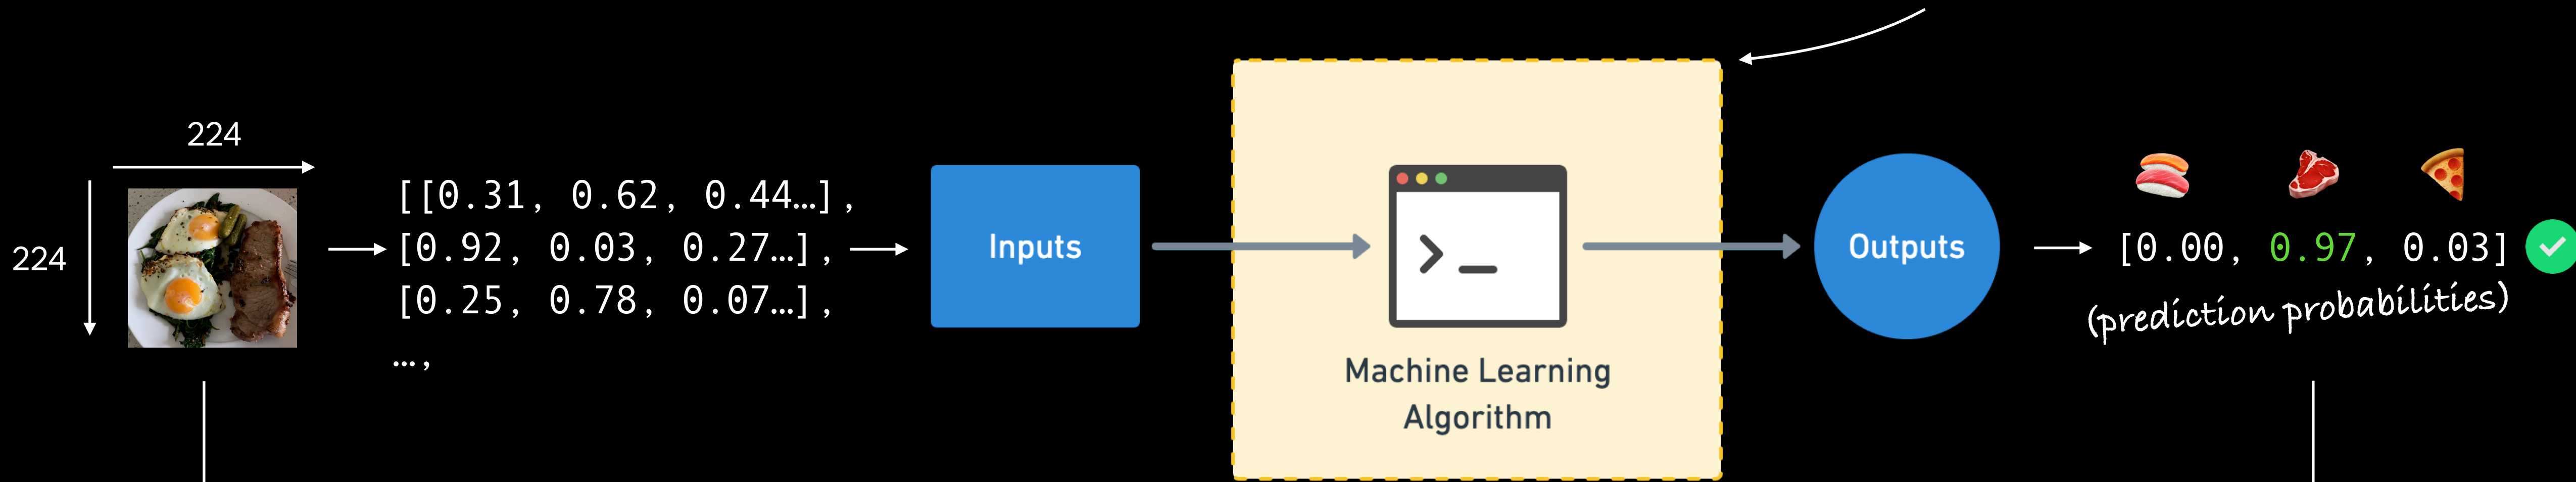 224
224
[[0.31, 0.62, 0.44…],
[0.92, 0.03, 0.27…],
[0.25, 0.78, 0.07…],
…,
Inputs
Machine Learning
Algorithm
Outputs
[0.00, 0.97, 0.03]
(prediction probabilities)